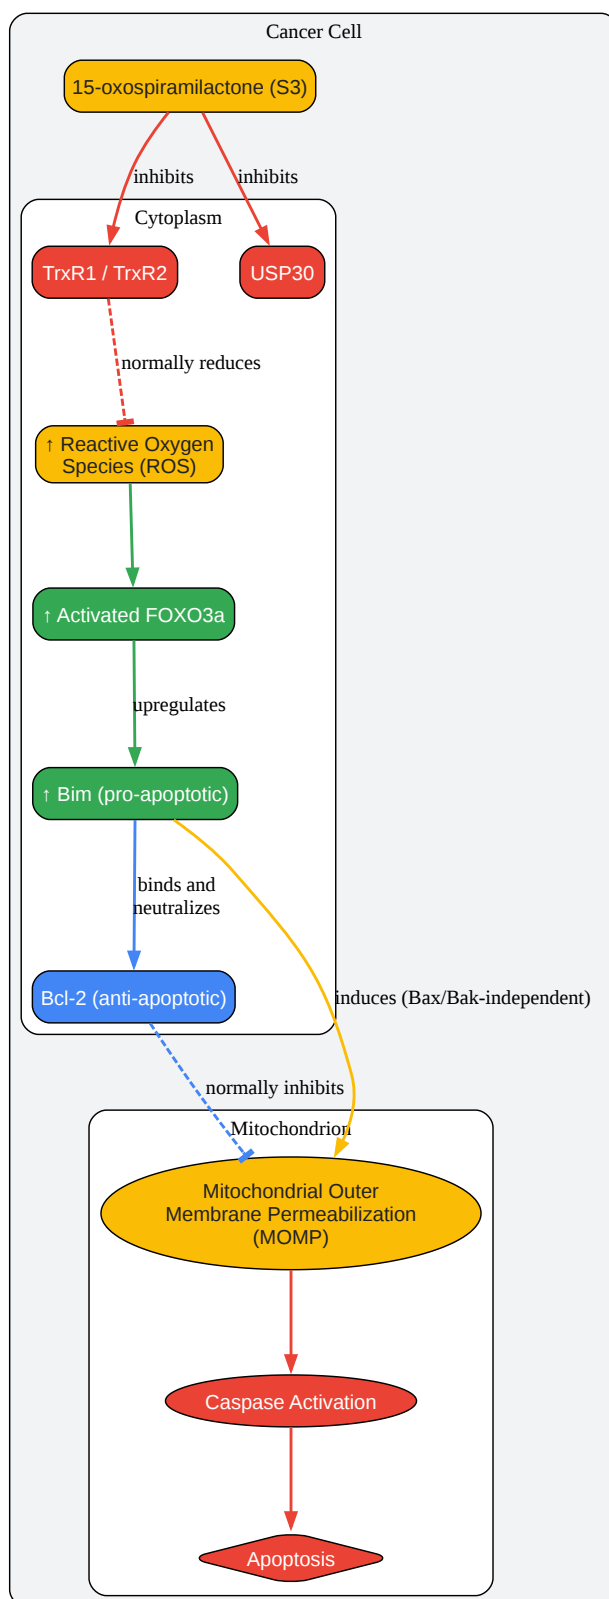 Cancer Cell
15-oxospiramilactone (S3)
inhibits
inhibits
Cytoplasm
TrxR1 / TrxR2
USP30
normally reduces
↑ Reactive Oxygen
Species (ROS)
↑ Activated FOXO3a
upregulates
↑ Bim (pro-apoptotic)
binds and
neutralizes
Bcl-2 (anti-apoptotic)
induces (Bax/Bak-independent)
normally inhibits
Mitochondrion
Mitochondrial Outer
Membrane Permeabilization
(MOMP)
Caspase Activation
Apoptosis